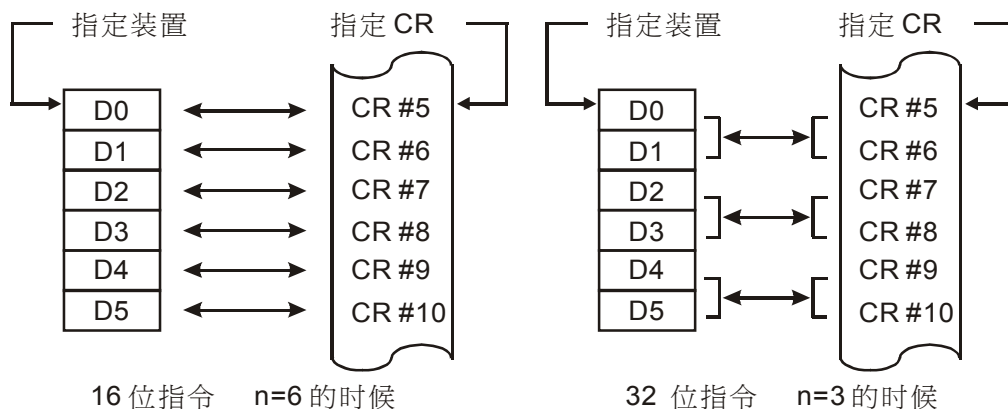 指定装置 指定 CR
D0 CR #5
D1 CR #6
D2 CR #7
D3 CR #8
D4 CR #9
D5 CR #10
16 位指令 n=6 的时候
指定装置 指定 CR
D0 CR #5
D1 CR #6
D2 CR #7
D3 CR #8
D4 CR #9
D5 CR #10
32 位指令 n=3 的时候